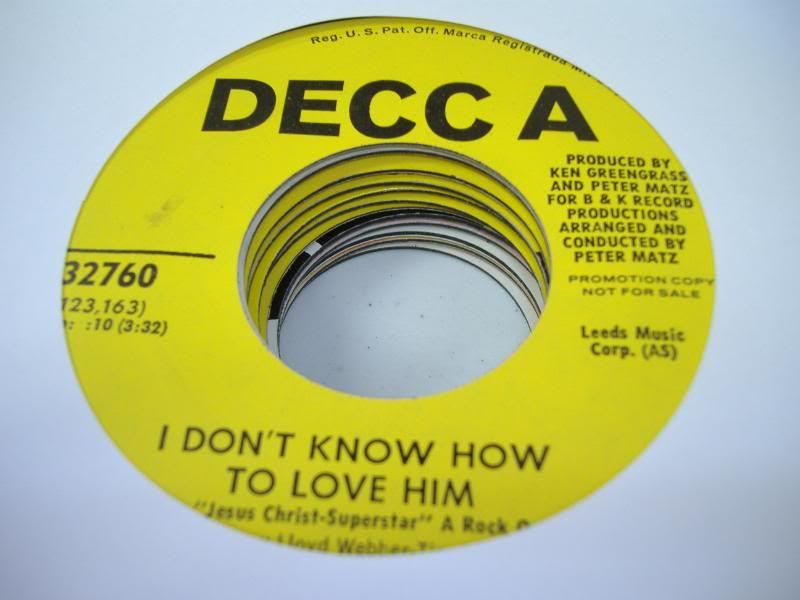 Reg. U.S. Pat. Off. Marca Registrada
DECCA
PRODUCED BY
KEN GREENGRASS
AND PETER MATZ
FOR B & K RECORD
PRODUCTIONS
ARRANGED AND
CONDUCTED BY
PETER MATZ
PROMOTION COPY
NOT FOR SALE
Leeds Music
Corp. (AS)
32760
123,163)
:10 (3:32)
I DON'T KNOW HOW
TO LOVE HIM
"Jesus Christ-Superstar" A Rock
Lloyd Webber-